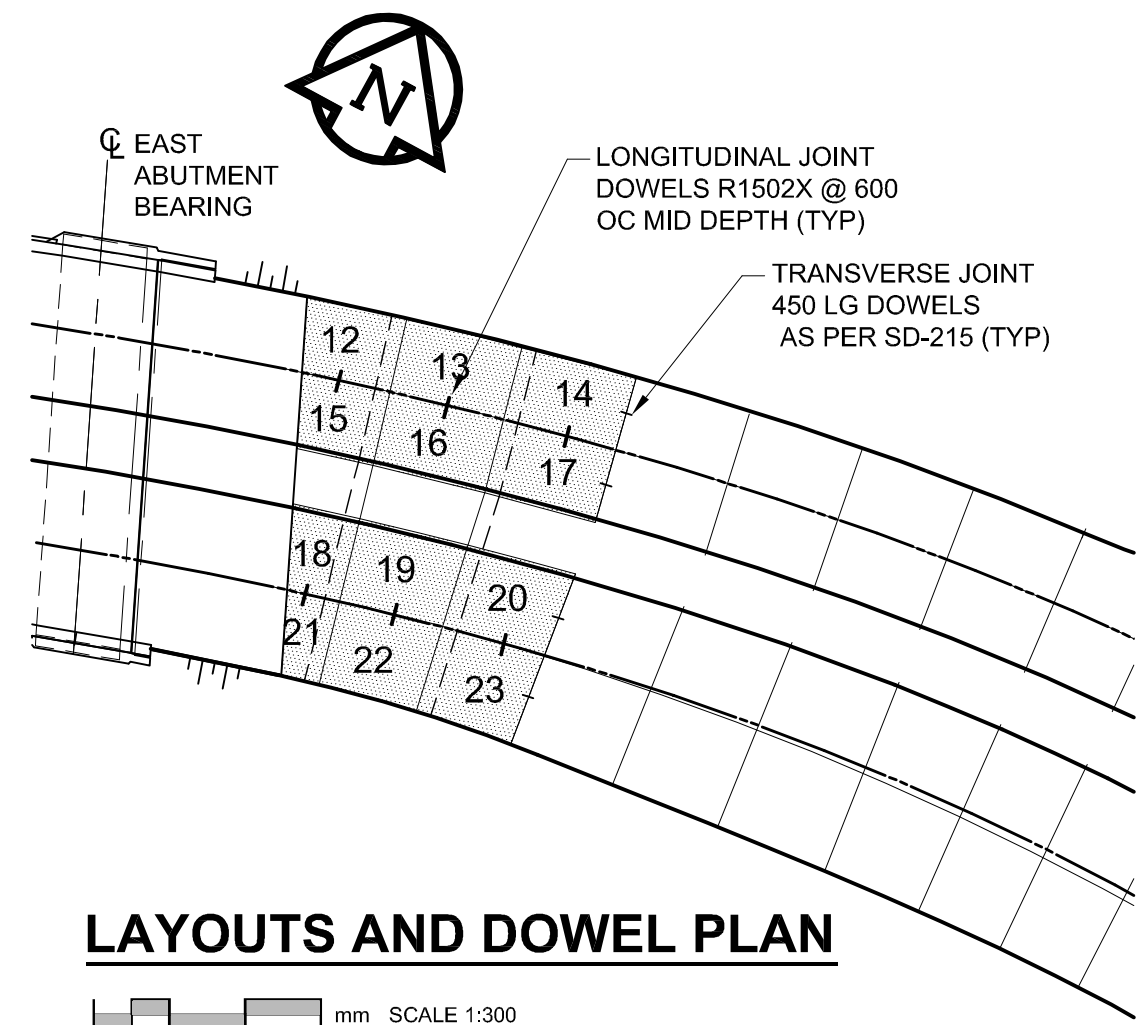 N
℄ EAST
ABUTMENT
BEARING
LONGITUDINAL JOINT
DOWELS R1502X @ 600
OC MID DEPTH (TYP)
TRANSVERSE JOINT
450 LG DOWELS
AS PER SD-215 (TYP)
12
13
14
15
16
17
18
19
20
21
22
23
LAYOUTS AND DOWEL PLAN
mm SCALE 1:300